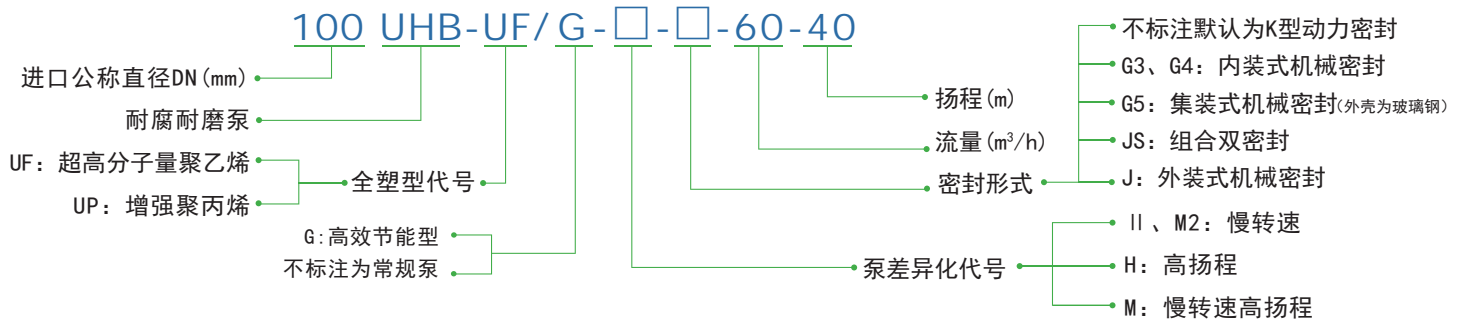 100 UHB-UF/G-□-□-60-40
进口公称直径DN(mm)
耐腐耐磨泵
UF：超高分子量聚乙烯
UP：增强聚丙烯
全塑型代号
G:高效节能型
不标注为常规泵
扬程(m)
流量(m³/h)
密封形式
泵差异化代号
不标注默认为K型动力密封
G3、G4：内装式机械密封
G5：集装式机械密封(外壳为玻璃钢)
JS：组合双密封
J：外装式机械密封
Ⅱ、M2：慢转速
H：高扬程
M：慢转速高扬程